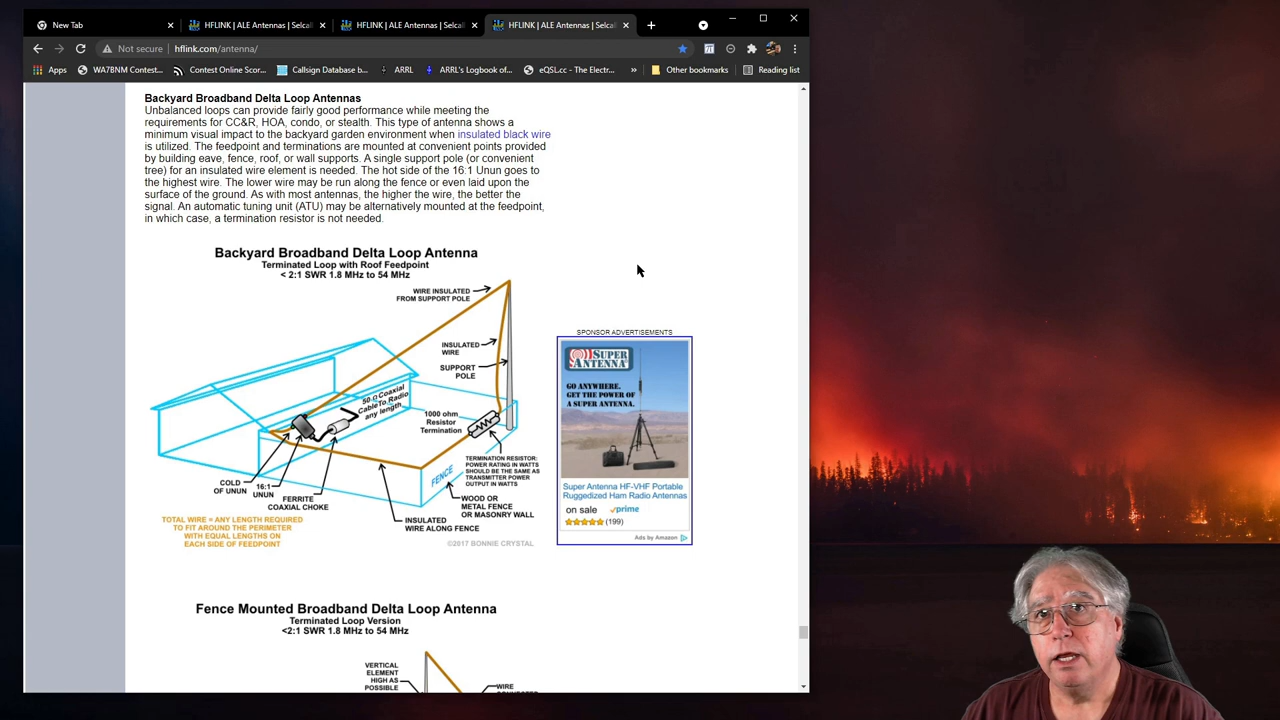 New Tab
HFLINK | ALE Antennas | Selcal
HFLINK | ALE Antennas | Selcal
HFLINK | ALE Antennas | Selcal
Not secure | hflink.com/antenna/
Apps WA7BNM Contest... Contest Online Scor... Callsign Database b... ARRL ARRL's Logbook of... eQSL.cc - The Electr... » Other bookmarks Reading list
Backyard Broadband Delta Loop Antennas
Unbalanced loops can provide fairly good performance while meeting the
requirements for CC&R, HOA, condo, or stealth. This type of antenna shows a
minimum visual impact to the backyard garden environment when insulated black wire
is utilized. The feedpoint and terminations are mounted at convenient points provided
by building eave, fence, roof, or wall supports. A single support pole (or convenient
tree) for an insulated wire element is needed. The hot side of the 16:1 Unun goes to
the highest wire. The lower wire may be run along the fence or even laid upon the
surface of the ground. As with most antennas, the higher the wire, the better the
signal. An automatic tuning unit (ATU) may be alternatively mounted at the feedpoint,
in which case, a termination resistor is not needed.
Backyard Broadband Delta Loop Antenna
Terminated Loop with Roof Feedpoint
< 2:1 SWR 1.8 MHz to 54 MHz
WIRE INSULATED
FROM SUPPORT POLE
INSULATED
WIRE
SUPPORT
POLE
50 Ω Coaxial
Cable To Radio
any length
1000 ohm
Resistor
Termination
TERMINATION RESISTOR:
POWER RATING IN WATTS
SHOULD BE THE SAME AS
TRANSMITTER POWER
OUTPUT IN WATTS
FENCE
COLD
OF UNUN
16:1
UNUN
FERRITE
COAXIAL CHOKE
WOOD OR
METAL FENCE
OR MASONRY WALL
INSULATED
WIRE ALONG FENCE
TOTAL WIRE = ANY LENGTH REQUIRED
TO FIT AROUND THE PERIMETER
WITH EQUAL LENGTHS ON
EACH SIDE OF FEEDPOINT
©2017 BONNIE CRYSTAL
SPONSOR ADVERTISEMENTS
SUPER
ANTENNA
GO ANYWHERE.
GET THE POWER OF
A SUPER ANTENNA.
Super Antenna HF-VHF Portable
Ruggedized Ham Radio Antennas
on sale prime
(199)
Ads by Amazon
Fence Mounted Broadband Delta Loop Antenna
Terminated Loop Version
<2:1 SWR 1.8 MHz to 54 MHz
VERTICAL
ELEMENT
HIGH AS
POSSIBLE
WIRE